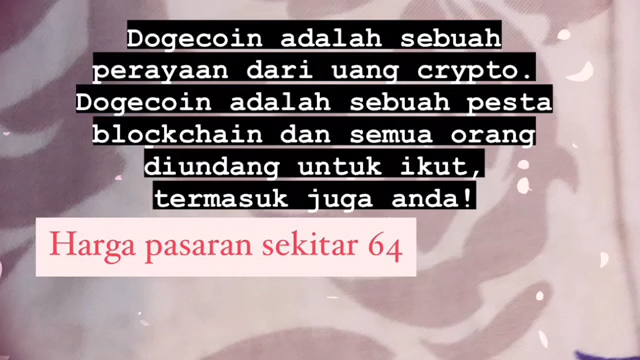 Dogecoin adalah sebuah
perayaan dari uang crypto.
Dogecoin adalah sebuah pesta
blockchain dan semua orang
diundang untuk ikut,
termasuk juga anda!
Harga pasaran sekitar 64